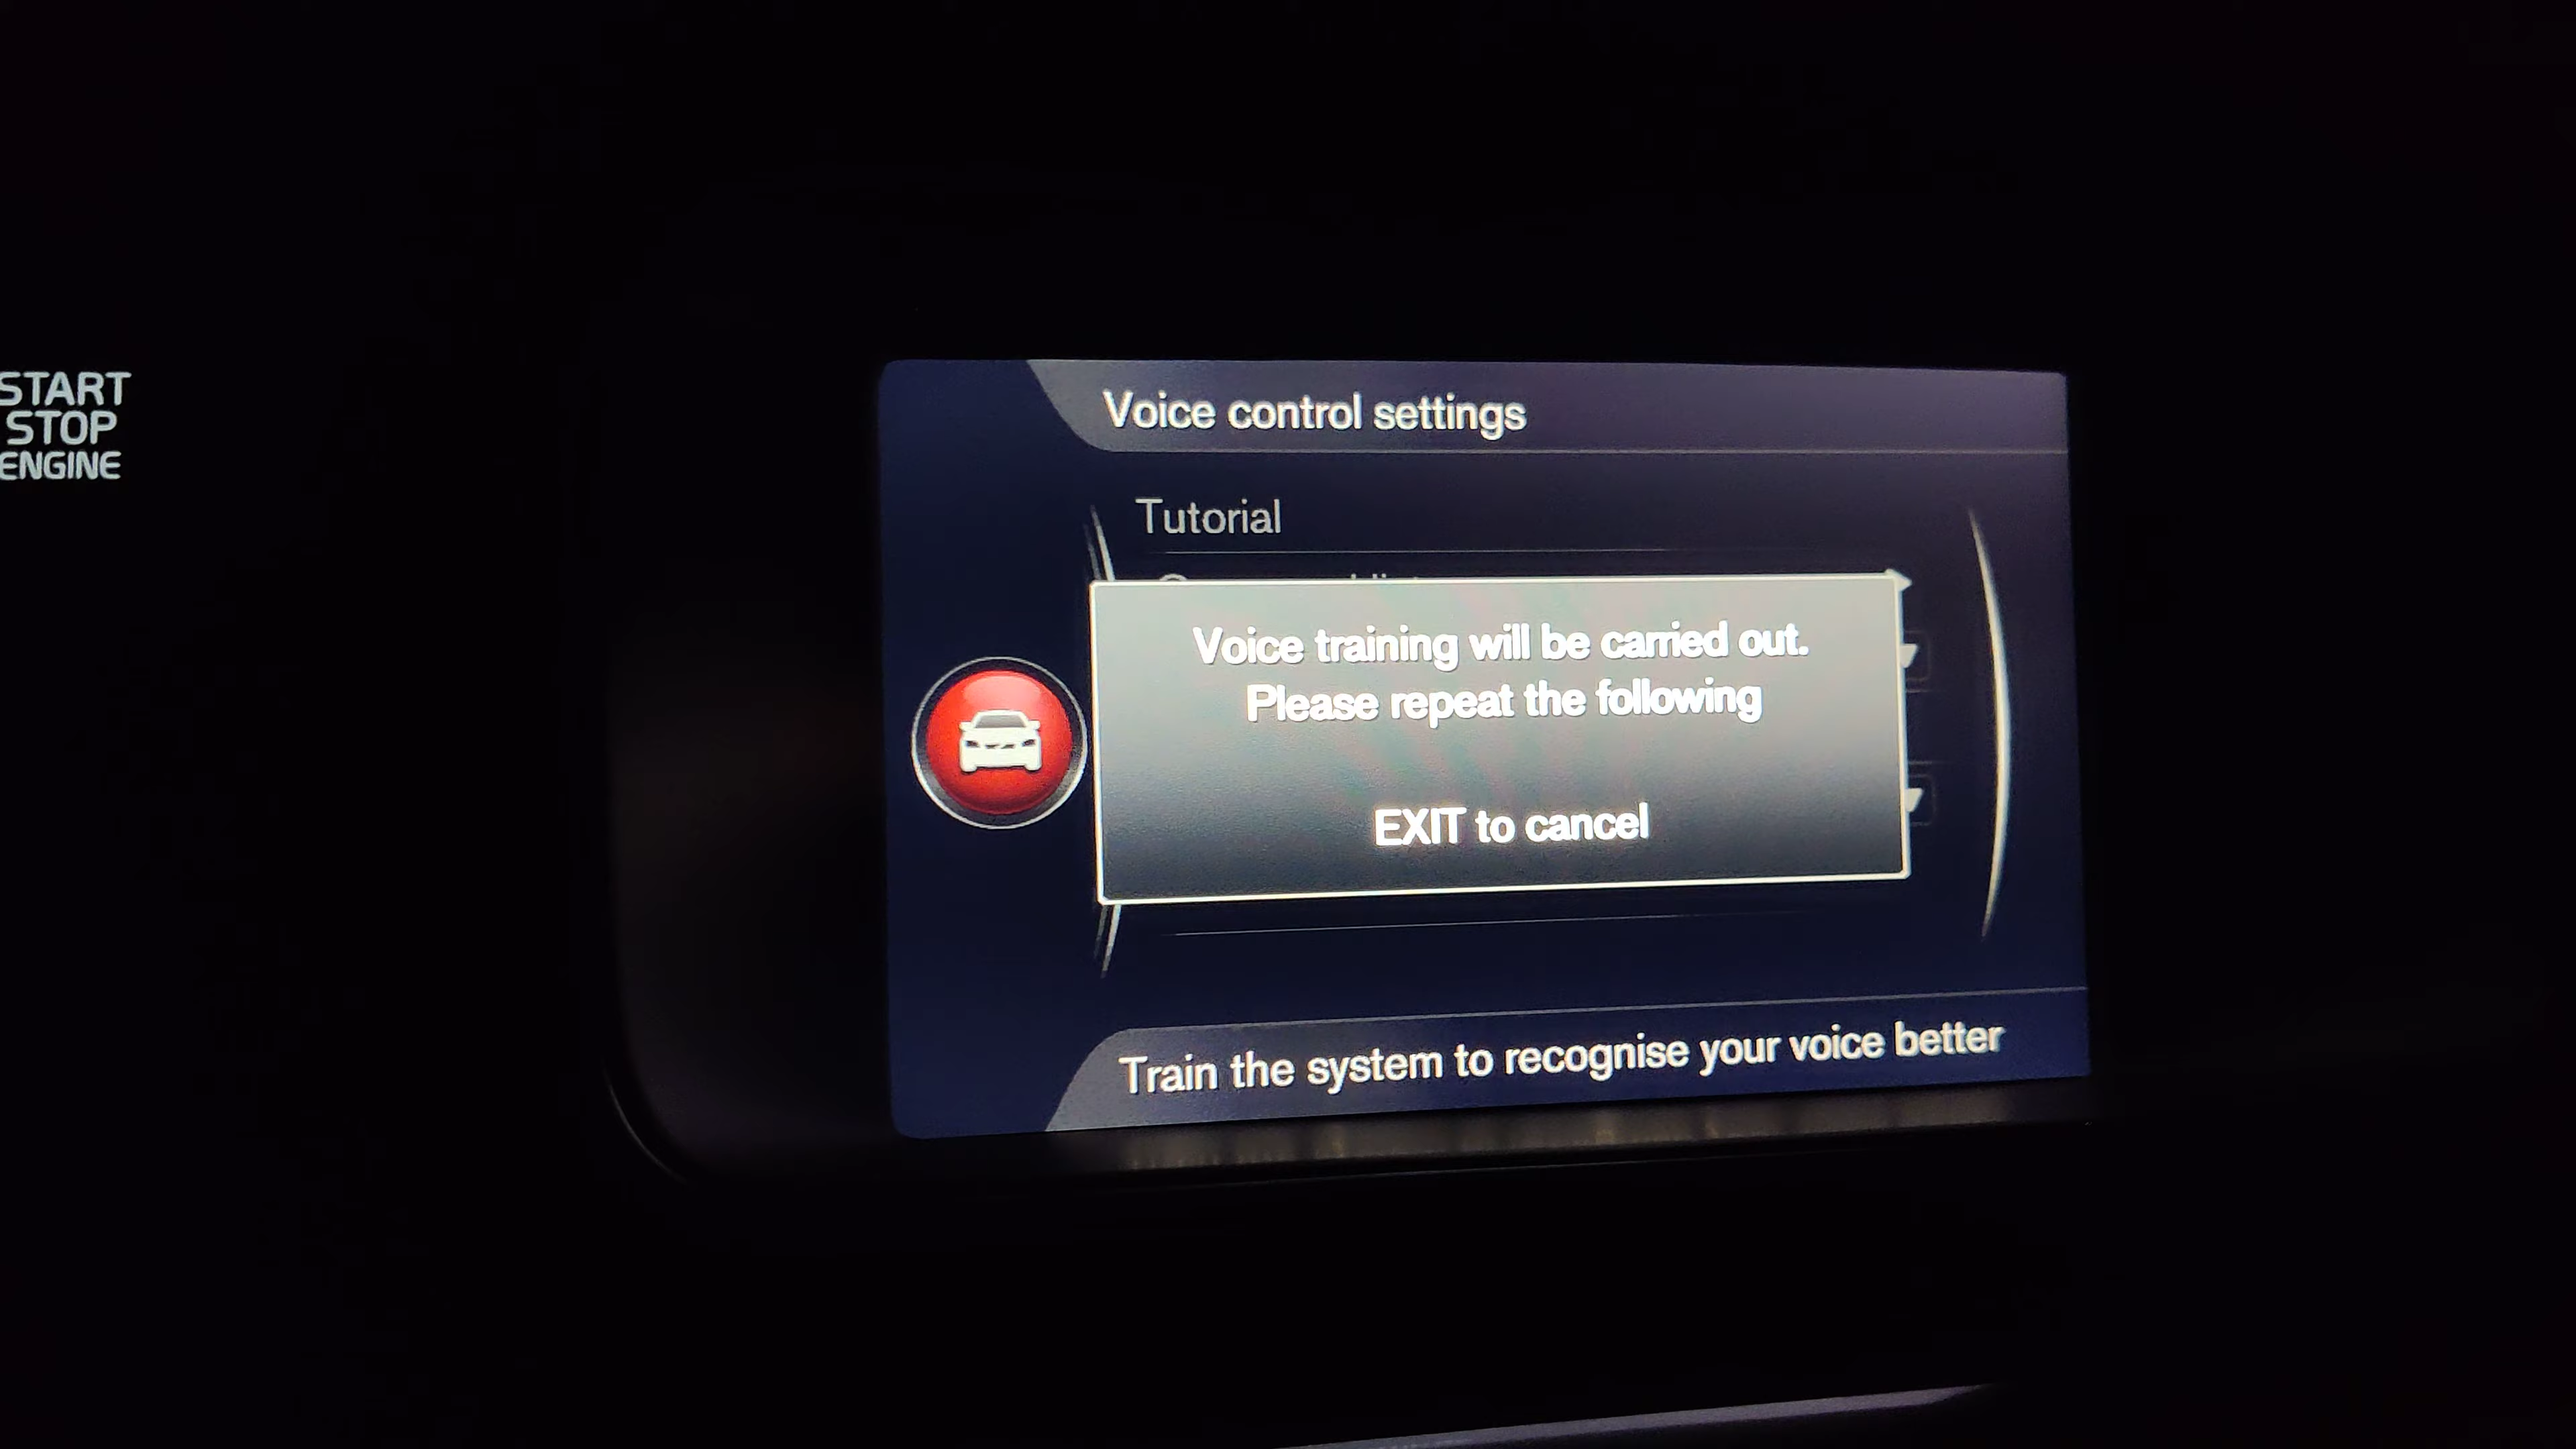 START
STOP
ENGINE
Voice control settings
Tutorial
Voice training will be carried out.
Please repeat the following
EXIT to cancel
Train the system to recognise your voice better